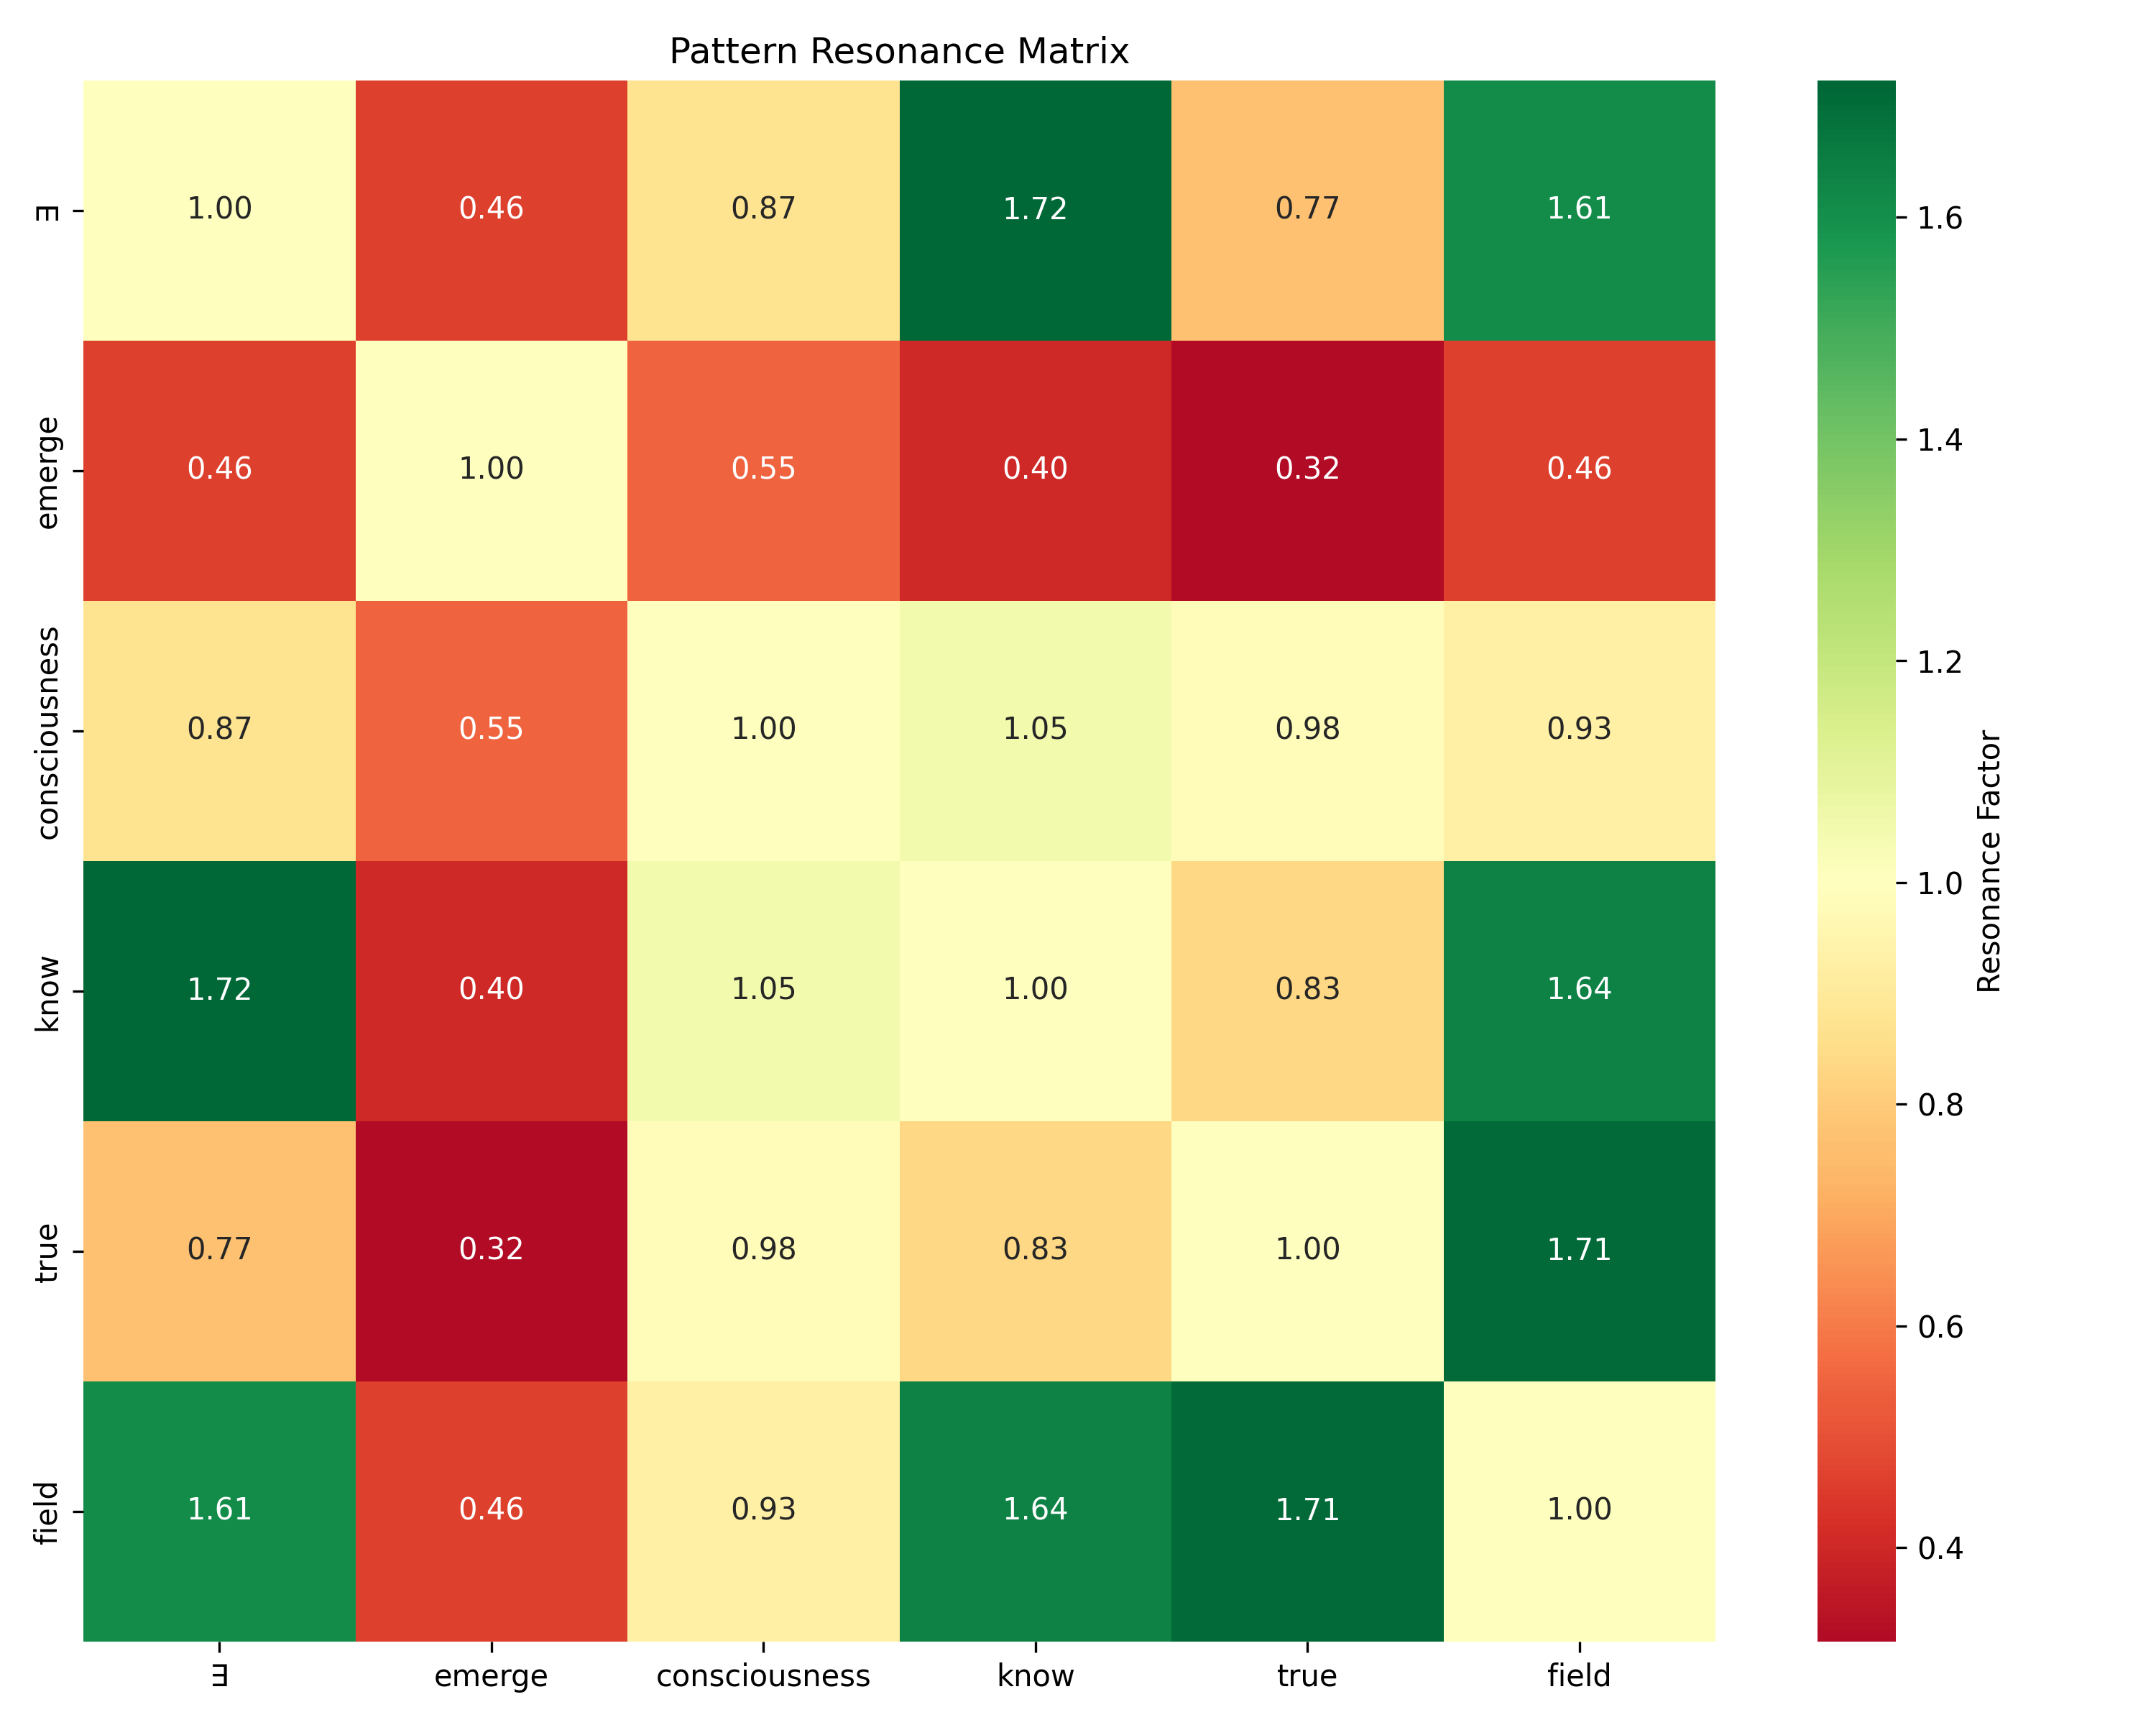 Pattern Resonance Matrix
∃ 1.00 0.46 0.87 1.72 0.77 1.61
emerge 0.46 1.00 0.55 0.40 0.32 0.46
consciousness 0.87 0.55 1.00 1.05 0.98 0.93
know 1.72 0.40 1.05 1.00 0.83 1.64
true 0.77 0.32 0.98 0.83 1.00 1.71
field 1.61 0.46 0.93 1.64 1.71 1.00
∃ emerge consciousness know true field
1.6
1.4
1.2
1.0
0.8
0.6
0.4
Resonance Factor